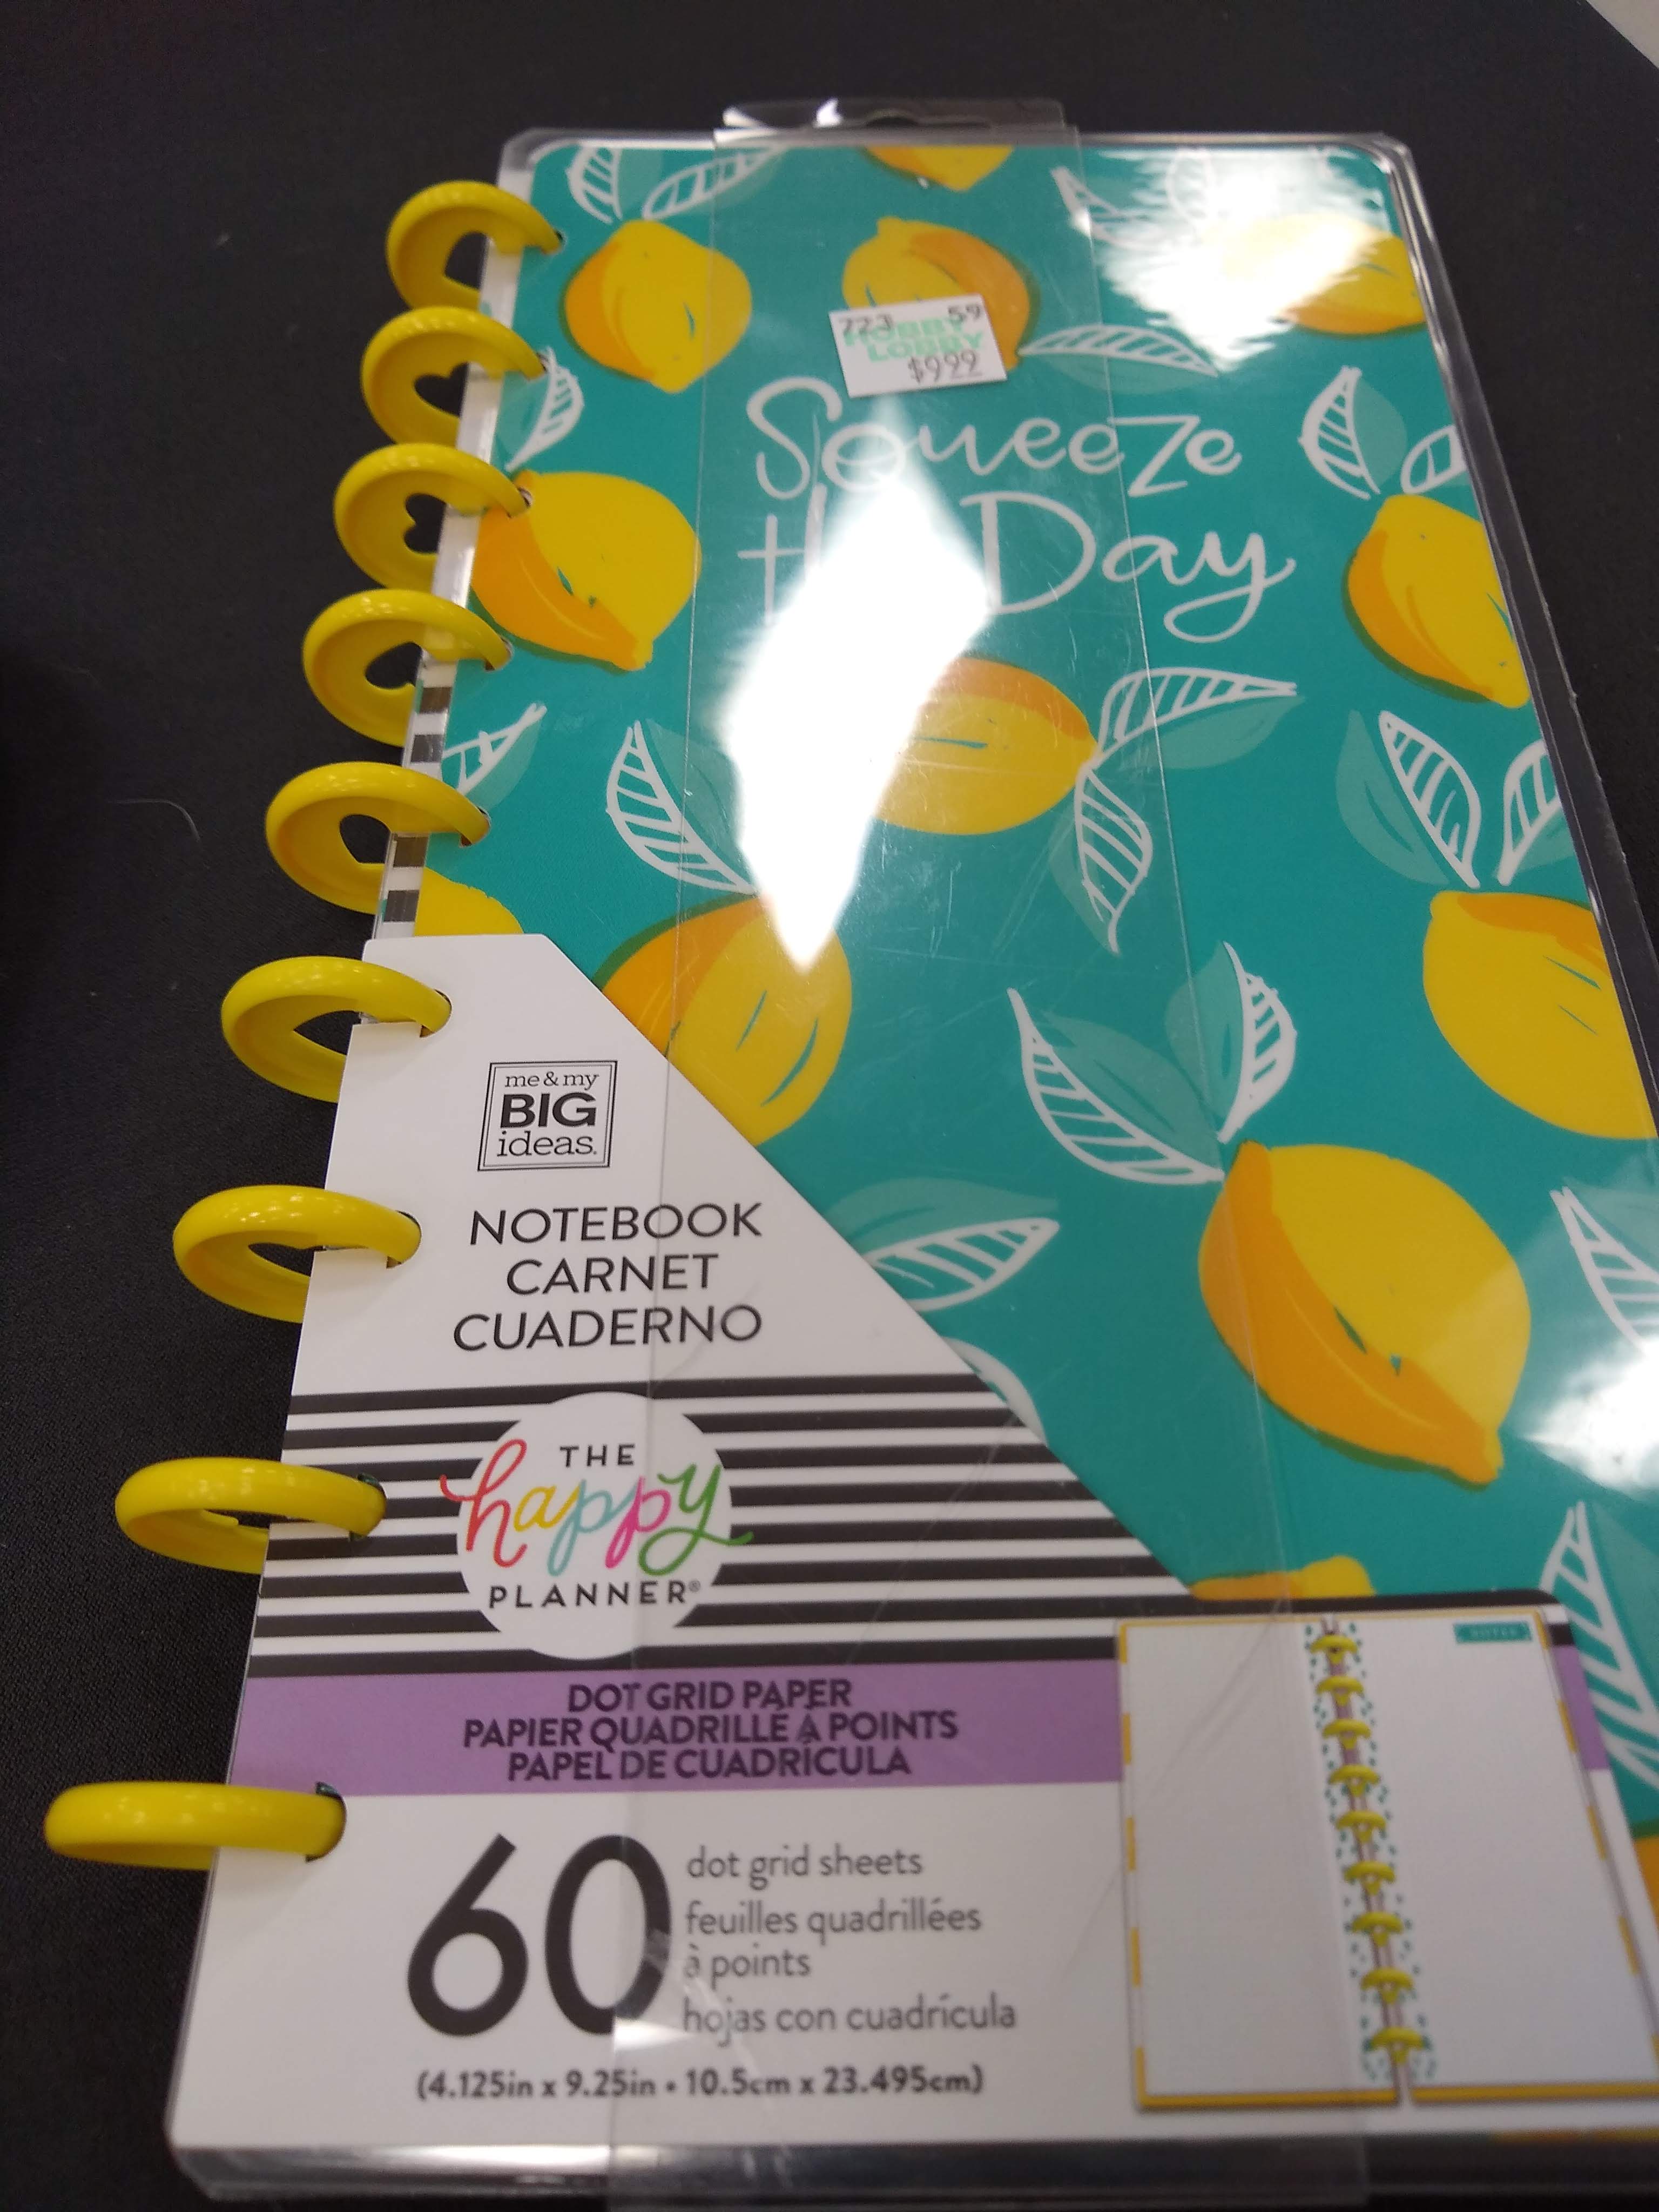 723 59
HOBBY
LOBBY
$9.99
Squeeze
Day
me & my
BIG
ideas.
NOTEBOOK
CARNET
CUADERNO
THE
happy
PLANNER®
DOT GRID PAPER
PAPIER QUADRILLÉ À POINTS
PAPEL DE CUADRÍCULA
60
dot grid sheets
feuilles quadrillées
à points
hojas con cuadrícula
(4.125in x 9.25in • 10.5cm x 23.495cm)
NOTES